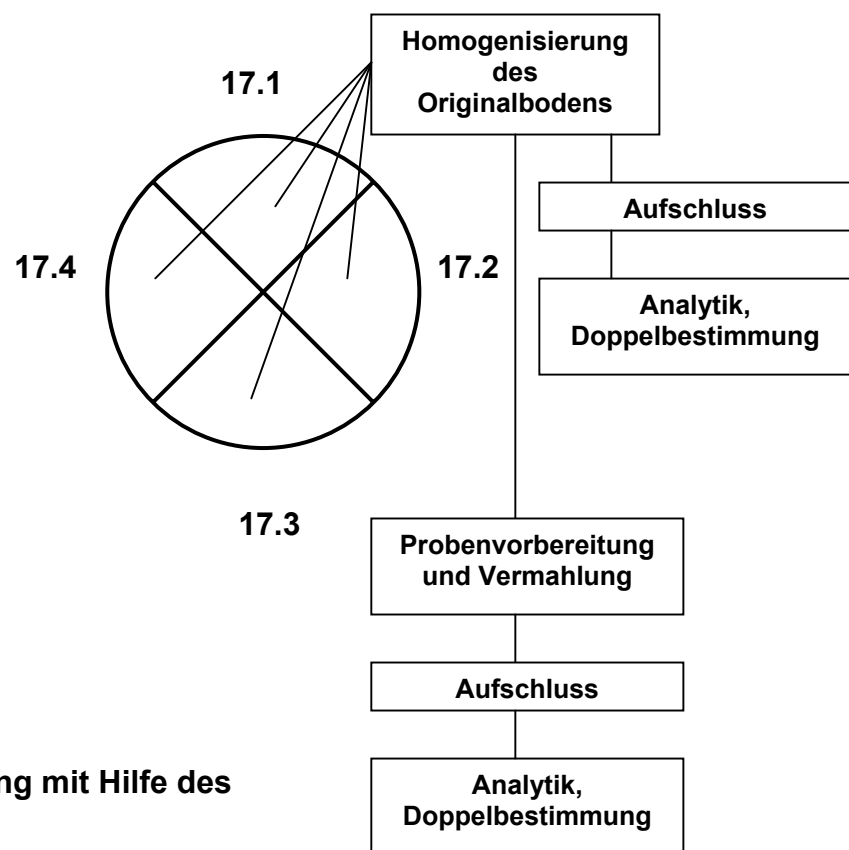 Homogenisierung
des
Originalbodens
17.1
Aufschluss
17.4
17.2
Analytik,
Doppelbestimmung
17.3
Probenvorbereitung
und Vermahlung
Aufschluss
ng mit Hilfe des
Analytik,
Doppelbestimmung